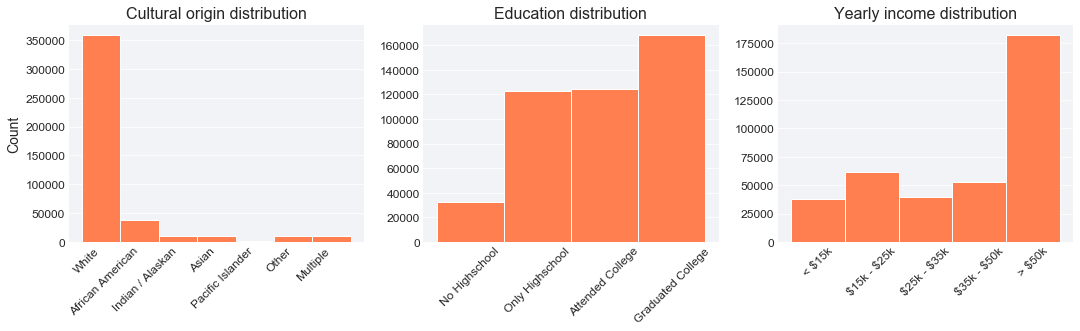 Cultural origin distribution
Count
350000
300000
250000
200000
150000
100000
50000
0
White
African American
Indian / Alaskan
Asian
Pacific Islander
Other
Multiple
Education distribution
160000
140000
120000
100000
80000
60000
40000
20000
0
No Highschool
Only Highschool
Attended College
Graduated College
Yearly income distribution
175000
150000
125000
100000
75000
50000
25000
0
< $15k
$15k - $25k
$25k - $35k
$35k - $50k
> $50k